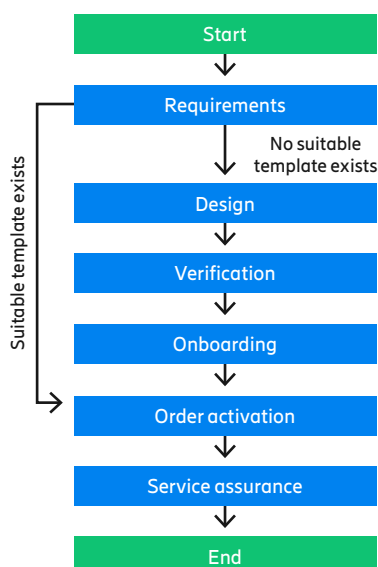 Start
Requirements
No suitable
template exists
Suitable template exists
Design
Verification
Onboarding
Order activation
Service assurance
End